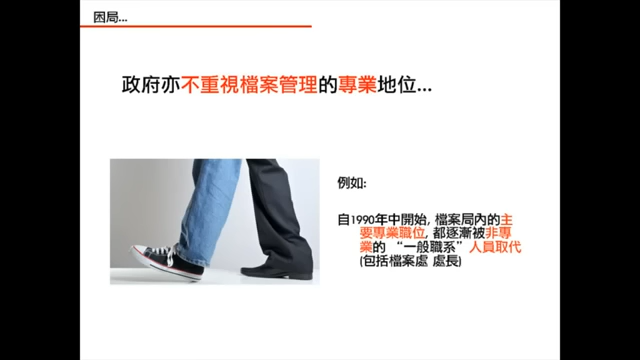 困局...
政府亦不重視檔案管理的專業地位...
例如:
自1990年中開始, 檔案局內的主
要專業職位, 都逐漸被非專
業的 “一般職系”人員取代
(包括檔案處 處長)